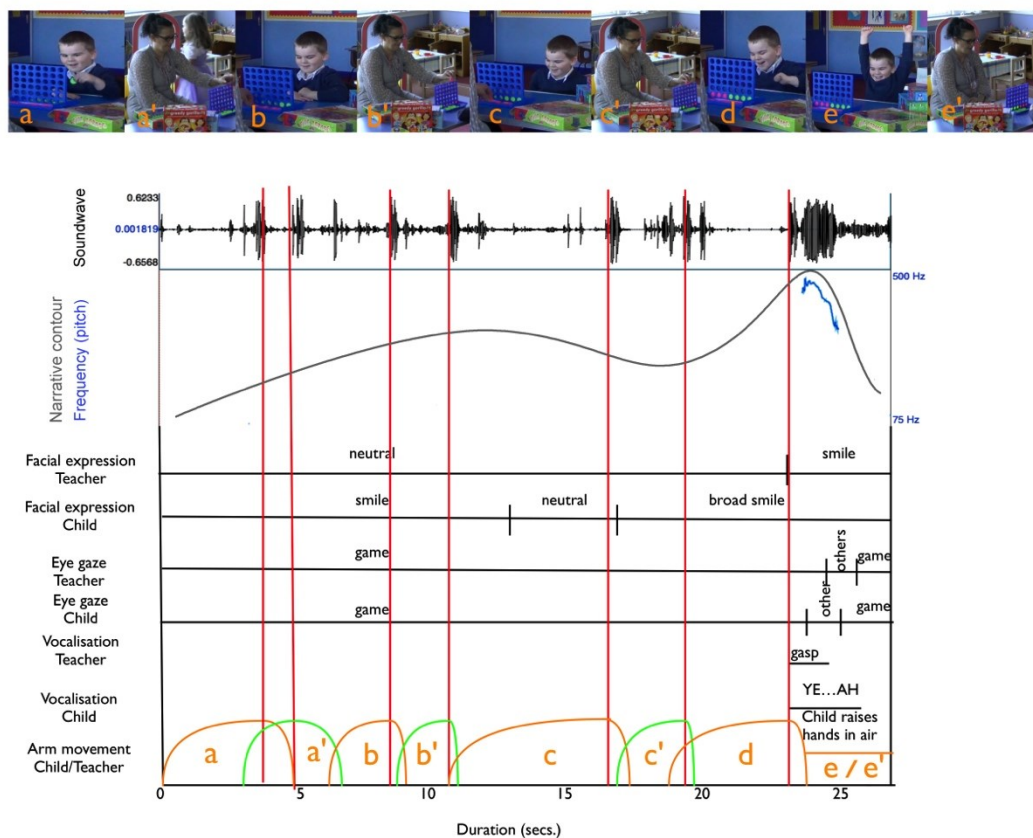 a a' b b' c c' d e e'
Soundwave
0.6233
0.001819
-0.6568
Narrative contour
Frequency (pitch)
500 Hz
75 Hz
Facial expression
Teacher
neutral
smile
Facial expression
Child
smile
neutral
broad smile
Eye gaze
Teacher
game
others
game
Eye gaze
Child
game
other
game
Vocalisation
Teacher
gasp
Vocalisation
Child
YE...AH
Child raises
hands in air
Arm movement
Child/Teacher
a a' b b' c c' d e / e'
0 5 10 15 20 25
Duration (secs.)